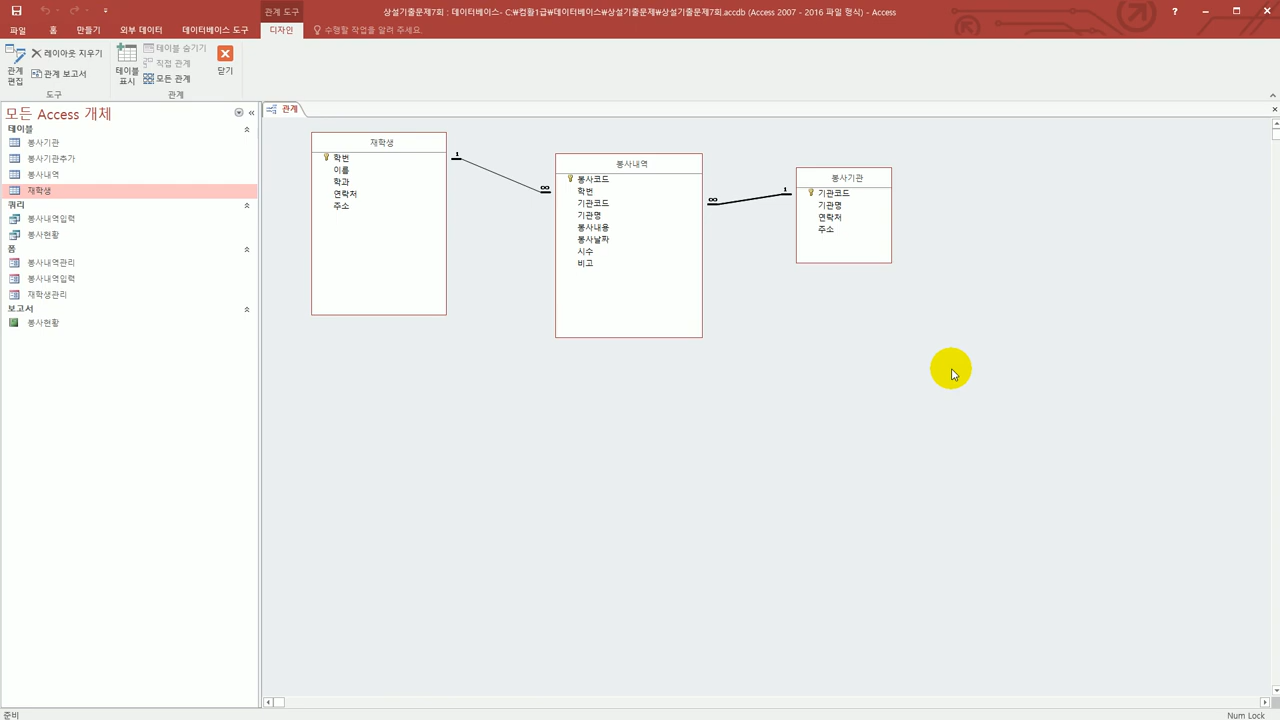 상설기출문제7회 : 데이터베이스- C:\컴활1급\데이터베이스\상설기출문제\상설기출문제7회.accdb (Access 2007 - 2016 파일 형식) - Access
관계 도구
파일 홈 만들기 외부 데이터 데이터베이스 도구 디자인 수행할 작업을 알려 주세요.
관계 편집
레이아웃 지우기
관계 보고서
도구
테이블 표시
테이블 숨기기
직접 관계
모든 관계
관계
닫기
모든 Access 개체
테이블
봉사기관
봉사기관추가
봉사내역
재학생
쿼리
봉사내역입력
봉사현황
폼
봉사내역관리
봉사내역입력
재학생관리
보고서
봉사현황
관계
재학생
학번
이름
학과
연락처
주소
1
∞
봉사내역
봉사코드
학번
기관코드
기관명
봉사내용
봉사날짜
시수
비고
∞
1
봉사기관
기관코드
기관명
연락처
주소
준비
Num Lock